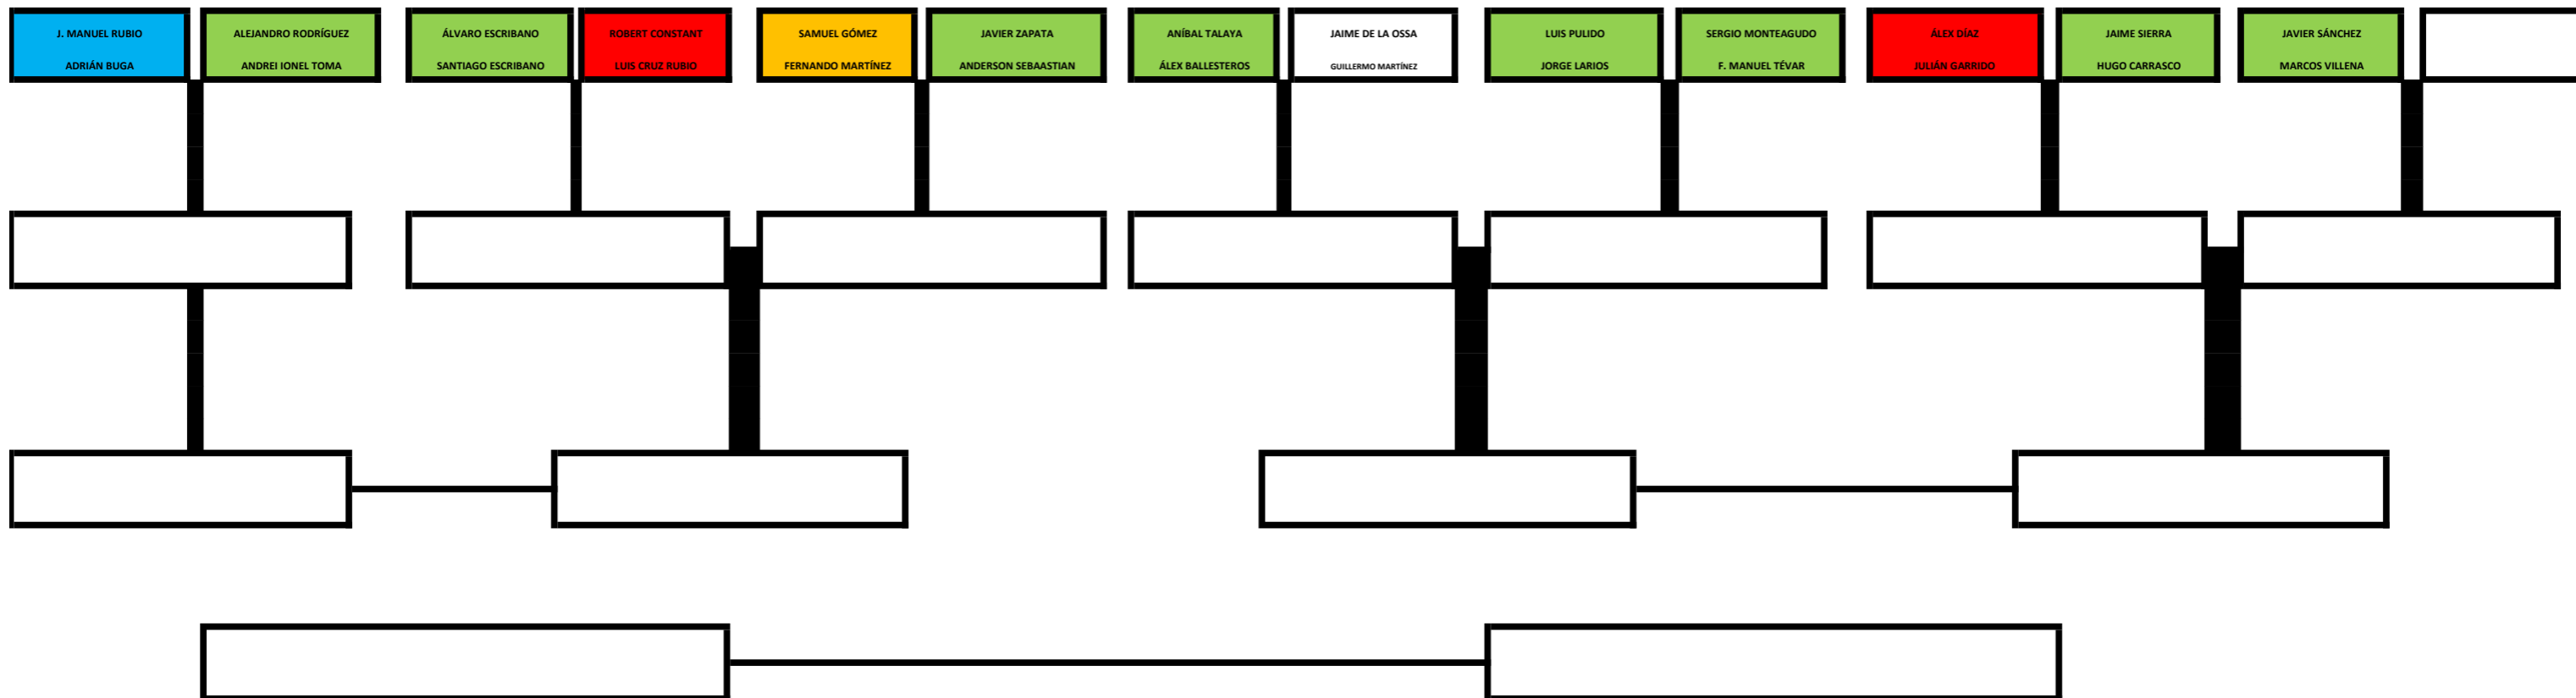 J. MANUEL RUBIO
ADRIÁN BUGA
ALEJANDRO RODRÍGUEZ
ANDREI IONEL TOMA
ÁLVARO ESCRIBANO
SANTIAGO ESCRIBANO
ROBERT CONSTANT
LUIS CRUZ RUBIO
SAMUEL GÓMEZ
FERNANDO MARTÍNEZ
JAVIER ZAPATA
ANDERSON SEBAASTIAN
ANÍBAL TALAYA
ÁLEX BALLESTEROS
JAIME DE LA OSSA
GUILLERMO MARTÍNEZ
LUIS PULIDO
JORGE LARIOS
SERGIO MONTEAGUDO
F. MANUEL TÉVAR
ÁLEX DÍAZ
JULIÁN GARRIDO
JAIME SIERRA
HUGO CARRASCO
JAVIER SÁNCHEZ
MARCOS VILLENA